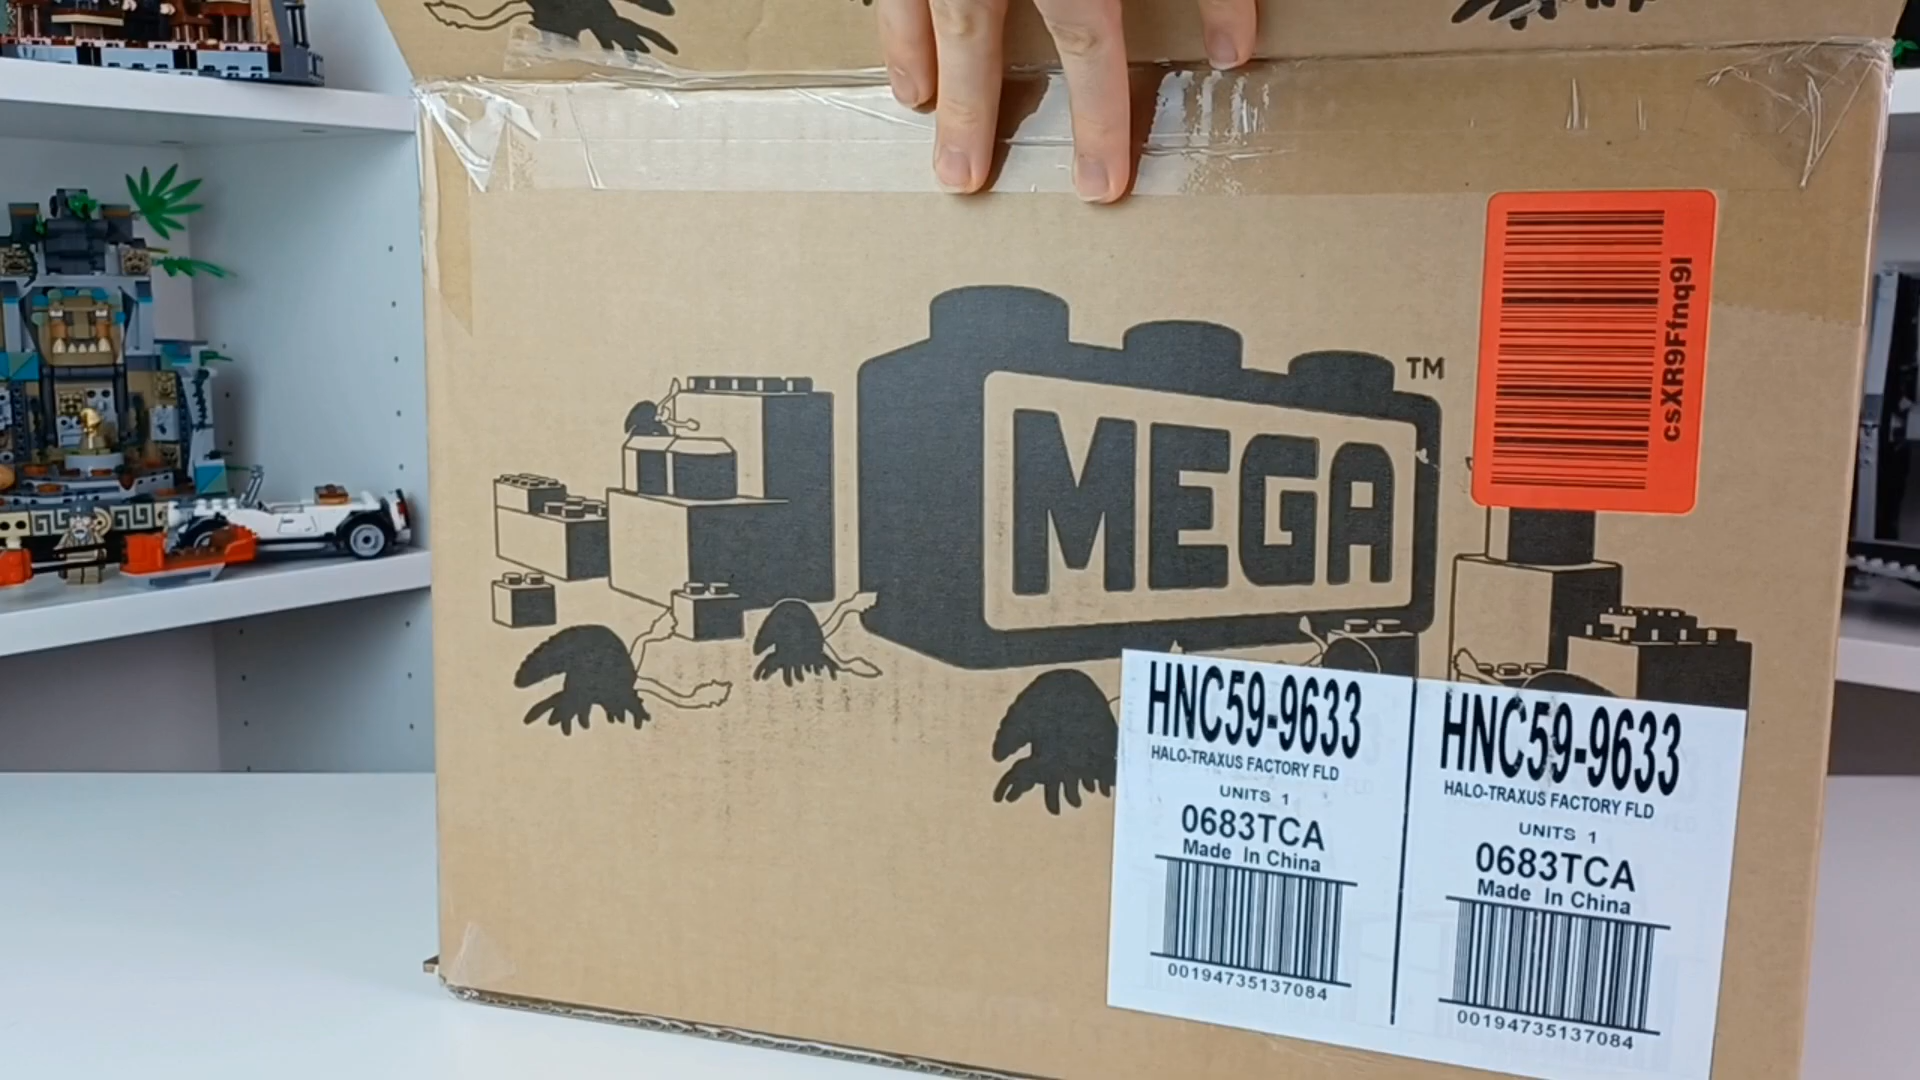 MEGA
TM
csXR9Ffnq9I
HNC59-9633
HALO-TRAXUS FACTORY FLD
UNITS 1
0683TCA
Made In China
00194735137084
HNC59-9633
HALO-TRAXUS FACTORY FLD
UNITS 1
0683TCA
Made In China
00194735137084